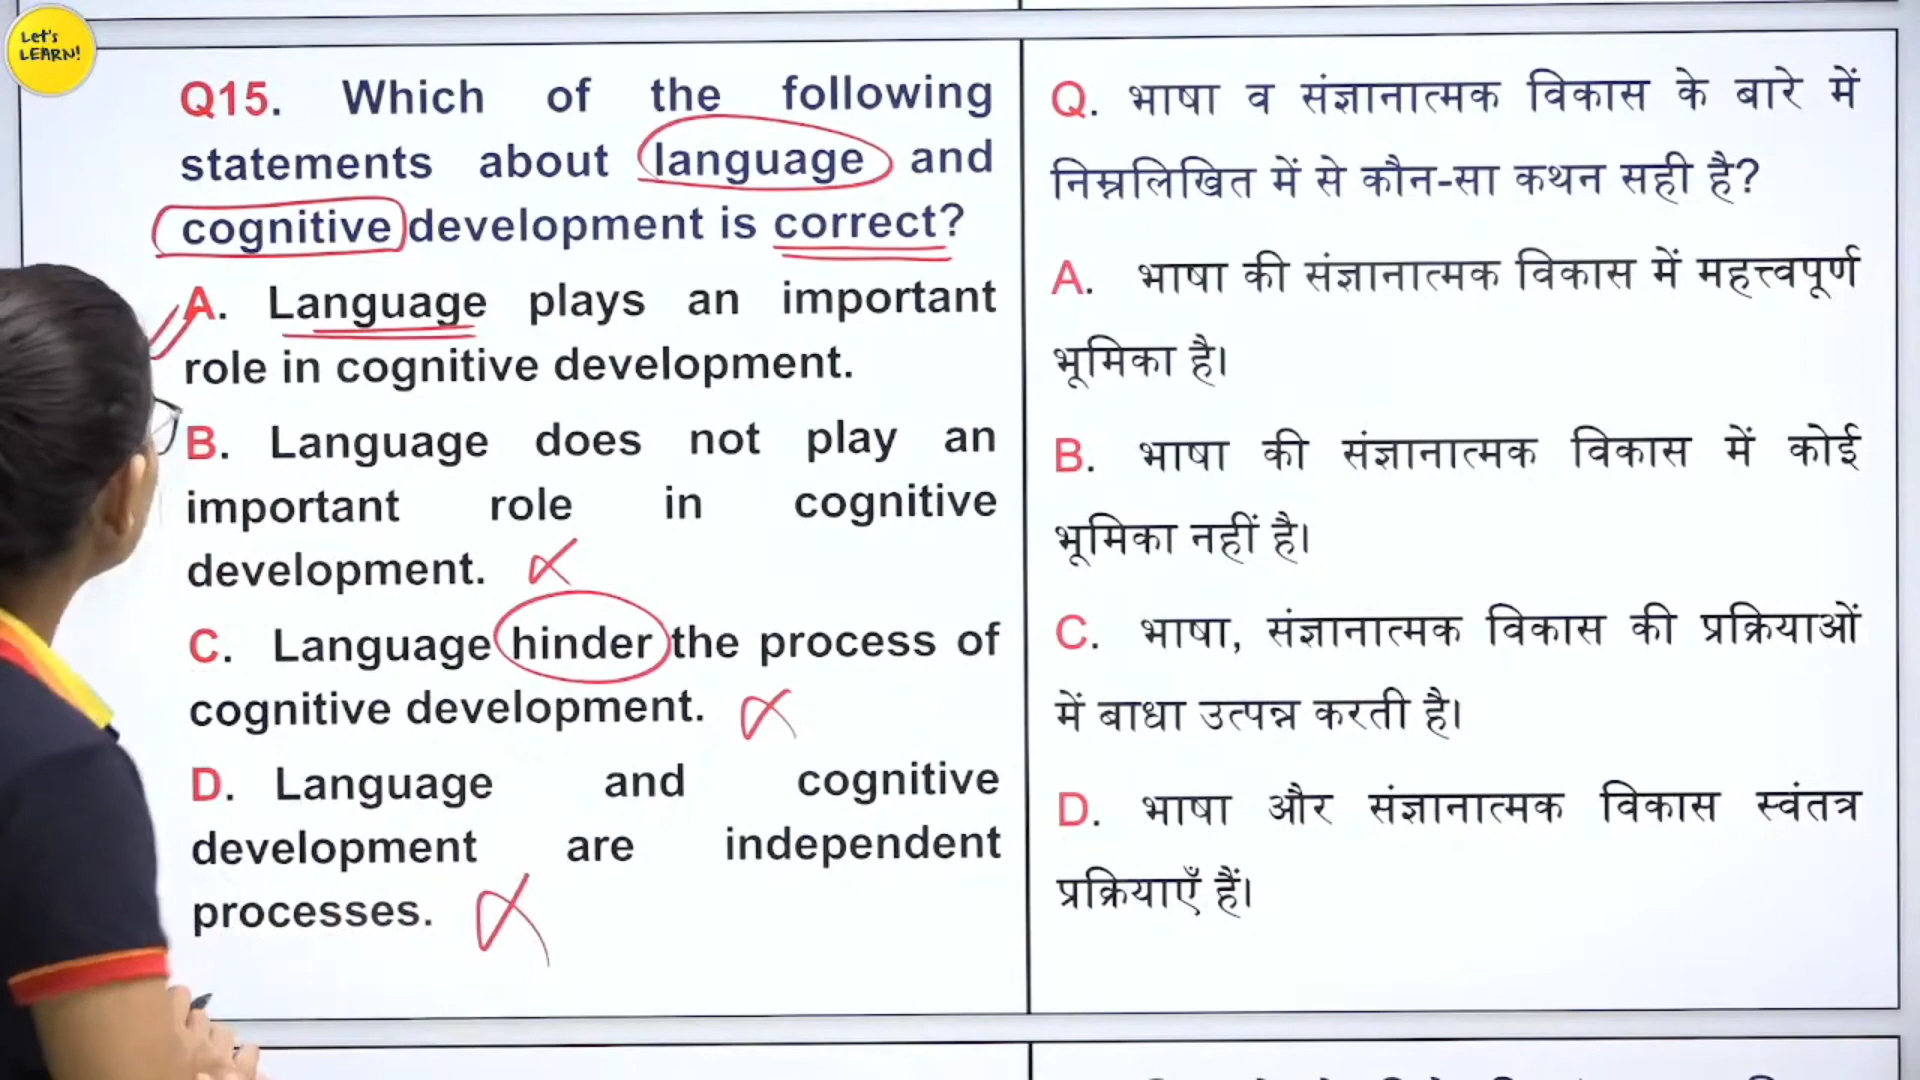 Let's
LEARN!
Q15. Which of the following
statements about language and
cognitive development is correct?
A. Language plays an important
role in cognitive development.
B. Language does not play an
important role in cognitive
development.
C. Language hinder the process of
cognitive development.
D. Language and cognitive
development are independent
processes.
Q. भाषा व संज्ञानात्मक विकास के बारे में
निम्नलिखित में से कौन-सा कथन सही है?
A. भाषा की संज्ञानात्मक विकास में महत्त्वपूर्ण
भूमिका है।
B. भाषा की संज्ञानात्मक विकास में कोई
भूमिका नहीं है।
C. भाषा, संज्ञानात्मक विकास की प्रक्रियाओं
में बाधा उत्पन्न करती है।
D. भाषा और संज्ञानात्मक विकास स्वंतत्र
प्रक्रियाएँ हैं।